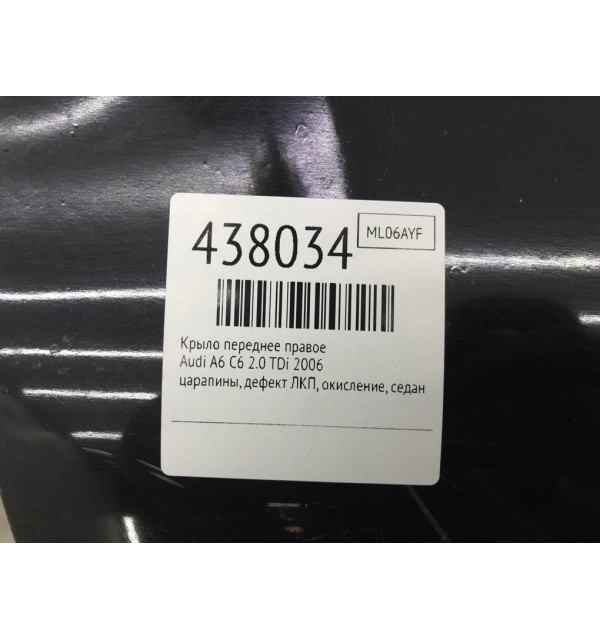 438034
ML06AYF
Крыло переднее правое
Audi A6 C6 2.0 TDi 2006
царапины, дефект ЛКП, окисление, седан